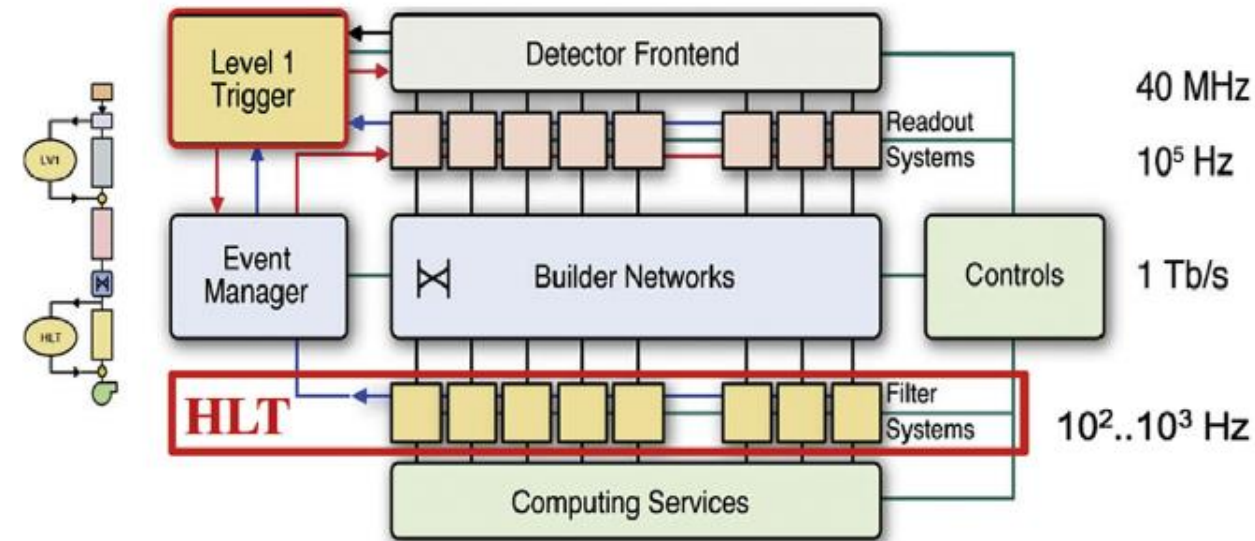 Level 1
Trigger
Detector Frontend
40 MHz
Readout
Systems
10⁵ Hz
LV1
Event
Manager
Builder Networks
Controls
1 Tb/s
HLT
HLT
Filter
Systems
10²..10³ Hz
Computing Services